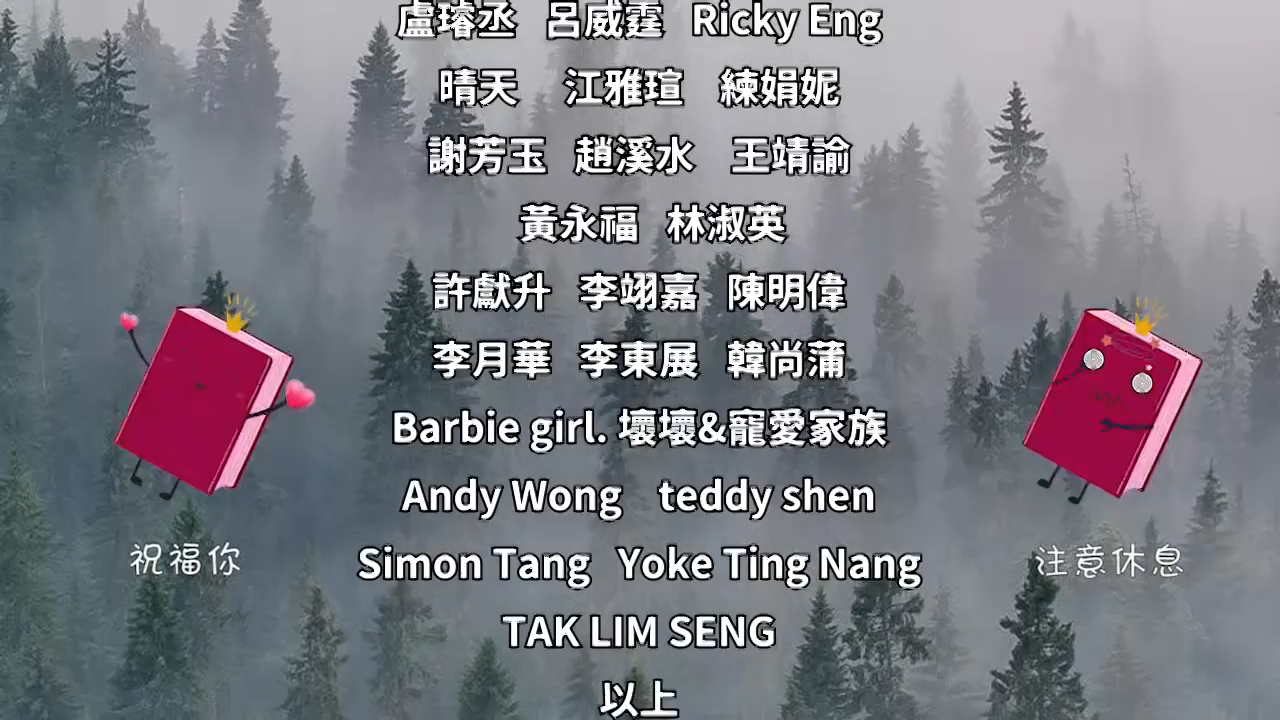 盧璿丞 呂威霆 Ricky Eng
晴天 江雅瑄 練娟妮
謝芳玉 趙溪水 王靖諭
黃永福 林淑英
許獻升 李翊嘉 陳明偉
李月華 李東展 韓尚蒲
Barbie girl. 壞壞&寵愛家族
Andy Wong teddy shen
Simon Tang Yoke Ting Nang
TAK LIM SENG
以上
祝福你
注意休息